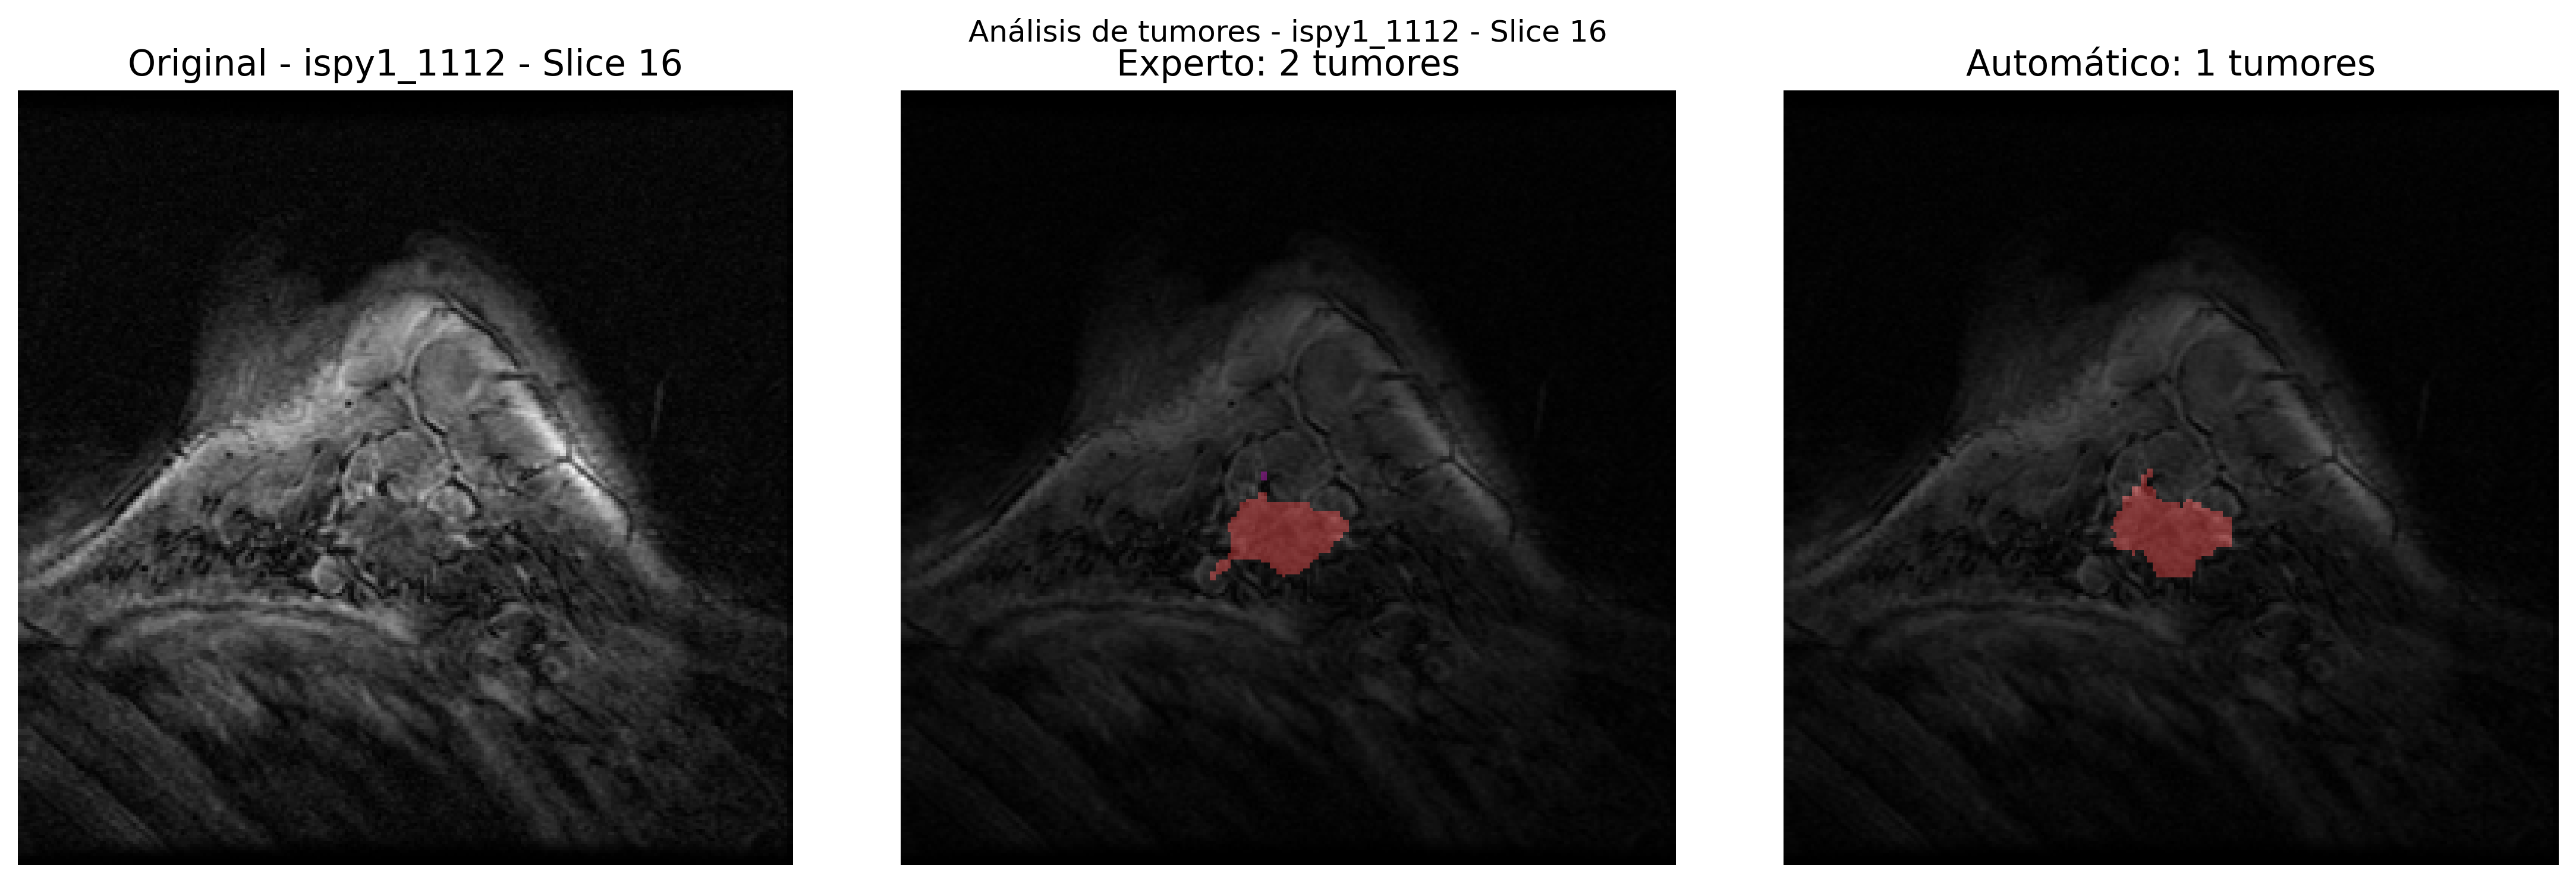 Análisis de tumores - ispy1_1112 - Slice 16
Original - ispy1_1112 - Slice 16
Experto: 2 tumores
Automático: 1 tumores